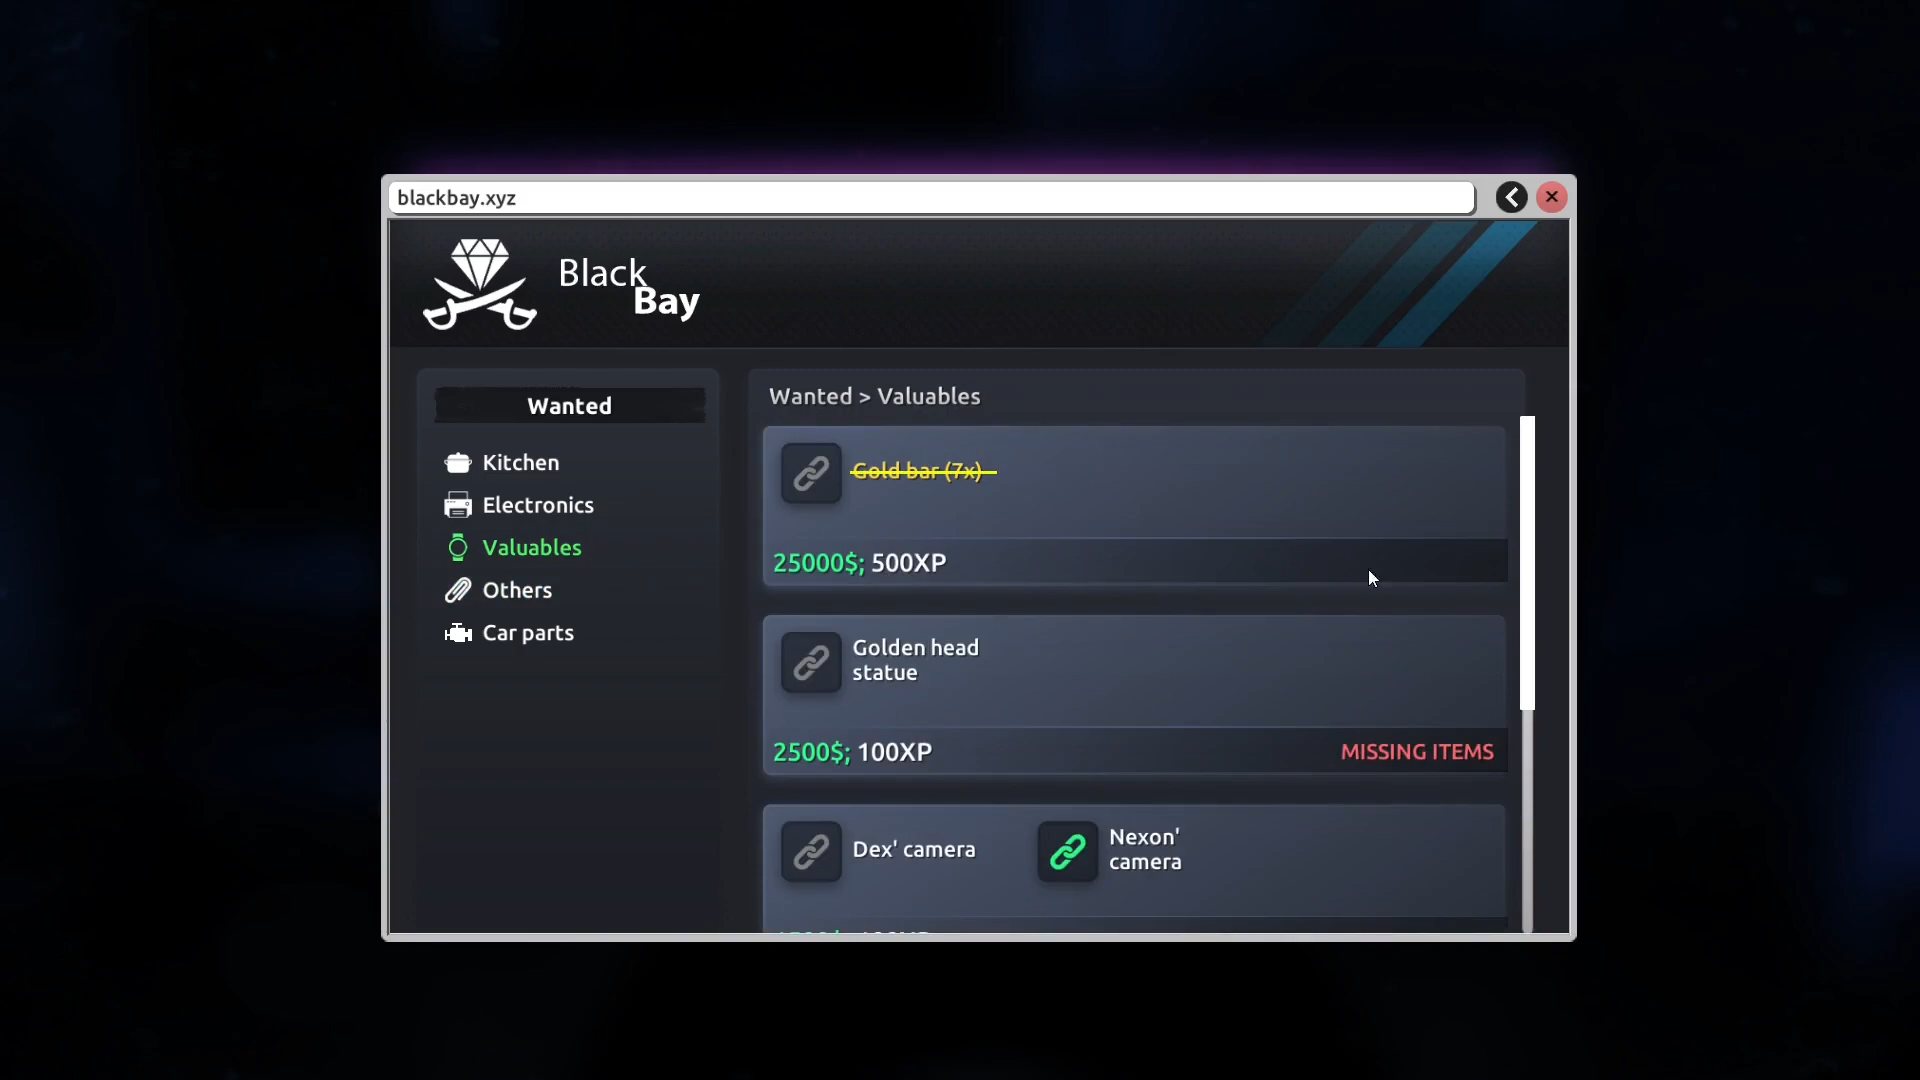 blackbay.xyz
Black
Bay
Wanted
Kitchen
Electronics
Valuables
Others
Car parts
Wanted > Valuables
Gold bar (7x)
25000$; 500XP
Golden head
statue
2500$; 100XP
MISSING ITEMS
Dex' camera
Nexon'
camera